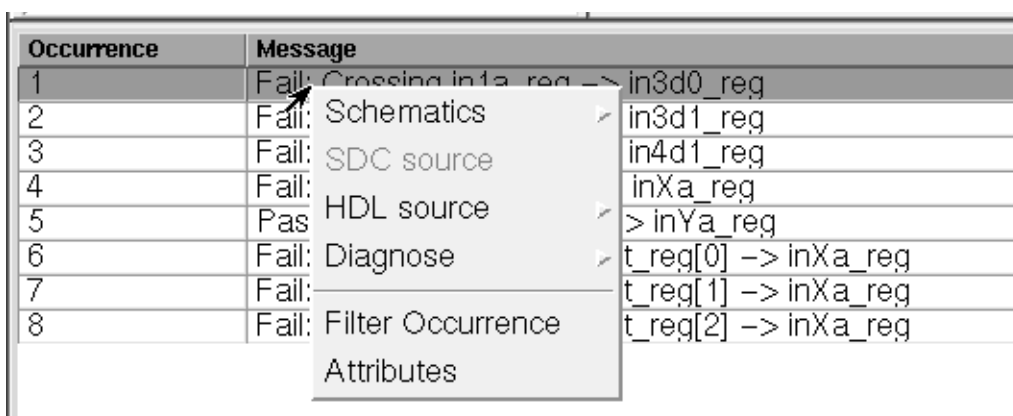 Occurrence Message
1 Fail: Crossing in1a_reg –> in3d0_reg
2 Fail: in3d1_reg
3 Fail: in4d1_reg
4 Fail: inXa_reg
5 Pas > inYa_reg
6 Fail: t_reg[0] –> inXa_reg
7 Fail: t_reg[1] –> inXa_reg
8 Fail: t_reg[2] –> inXa_reg
Schematics
SDC source
HDL source
Diagnose
Filter Occurrence
Attributes